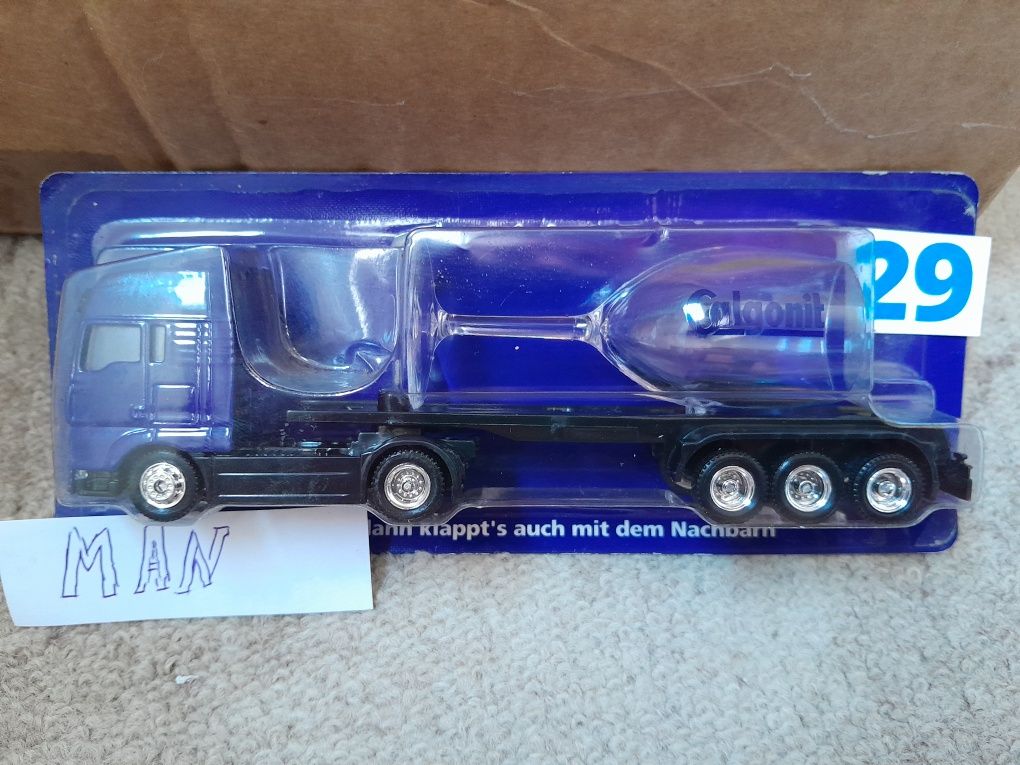 29
Calgonit
klappt's auch mit dem Nachbarn
MAN